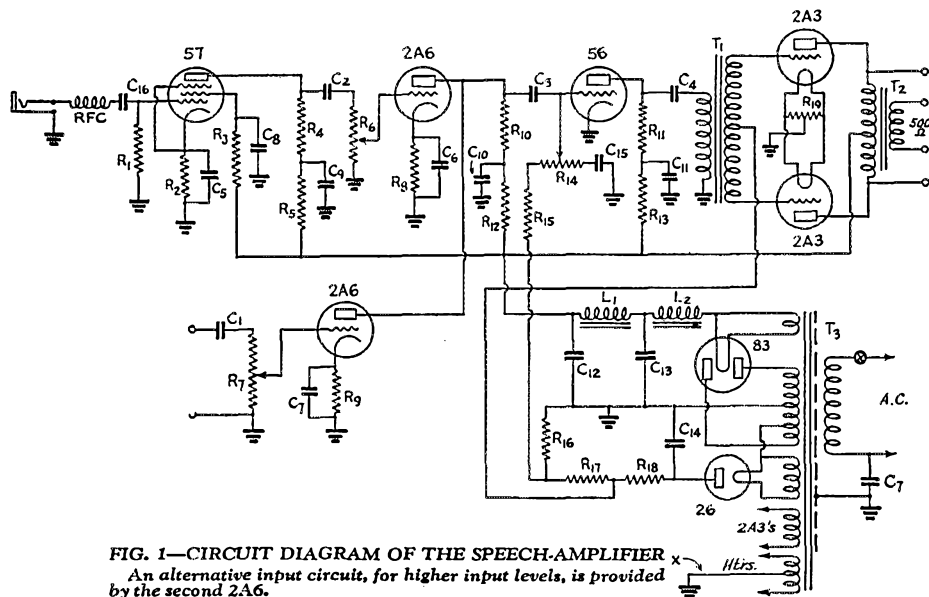 57
2A6
56
2A3
C16
RFC
R1
R2
R3
C5
C8
R4
R5
C2
C9
R6
R8
C6
C10
R10
R12
C3
R14
R15
C15
R11
R13
C4
C11
T1
R19
2A3
T2
500
Ω
2A6
C1
R7
C7
R9
L1
L2
C12
C13
83
T3
A.C.
C14
R16
R17
R18
26
C7
2A3's
X
Htrs.
FIG. 1—CIRCUIT DIAGRAM OF THE SPEECH-AMPLIFIER
An alternative input circuit, for higher input levels, is provided
by the second 2A6.